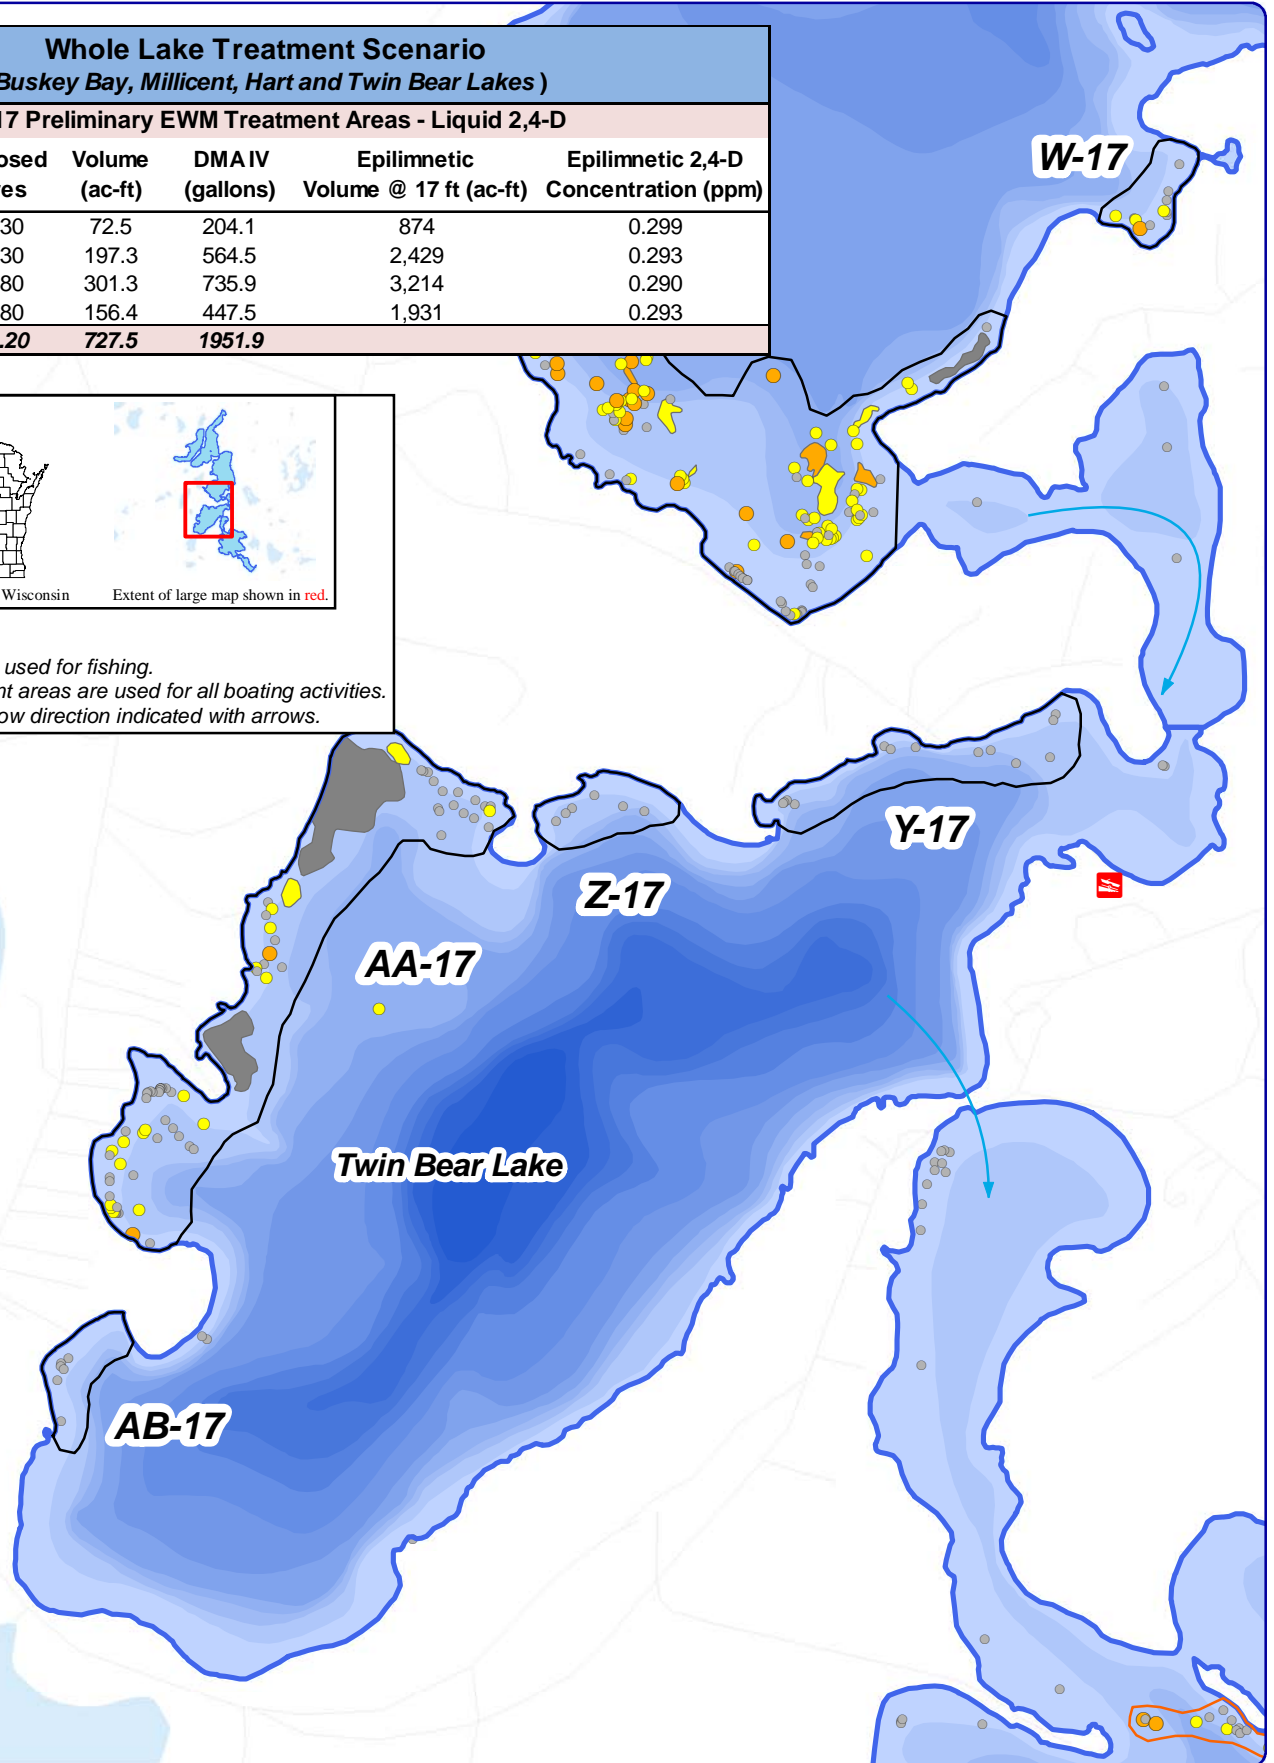 Whole Lake Treatment Scenario
Buskey Bay, Millicent, Hart and Twin Bear Lakes )
17 Preliminary EWM Treatment Areas - Liquid 2,4-D
osed Volume DMA IV Epilimnetic Epilimnetic 2,4-D
es (ac-ft) (gallons) Volume @ 17 ft (ac-ft) Concentration (ppm)
30 72.5 204.1 874 0.299
30 197.3 564.5 2,429 0.293
80 301.3 735.9 3,214 0.290
80 156.4 447.5 1,931 0.293
.20 727.5 1951.9
W-17
Wisconsin
Extent of large map shown in red.
used for fishing.
nt areas are used for all boating activities.
ow direction indicated with arrows.
Y-17
Z-17
AA-17
Twin Bear Lake
AB-17